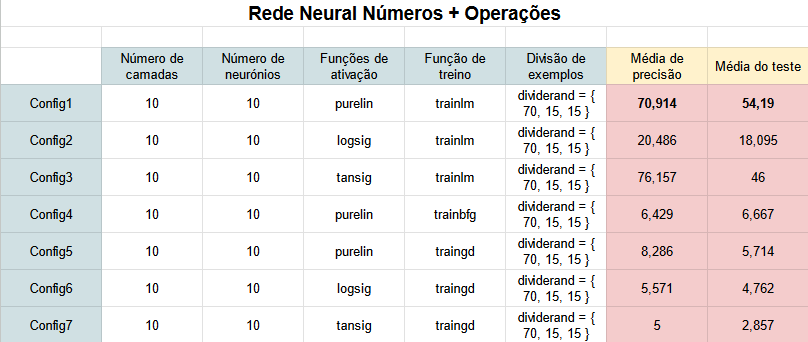 Rede Neural Números + Operações
Número de camadas Número de neurónios Funções de ativação Função de treino Divisão de exemplos Média de precisão Média do teste
Config1 10 10 purelin trainlm dividerand = { 70, 15, 15 } 70,914 54,19
Config2 10 10 logsig trainlm dividerand = { 70, 15, 15 } 20,486 18,095
Config3 10 10 tansig trainlm dividerand = { 70, 15, 15 } 76,157 46
Config4 10 10 purelin trainbfg dividerand = { 70, 15, 15 } 6,429 6,667
Config5 10 10 purelin traingd dividerand = { 70, 15, 15 } 8,286 5,714
Config6 10 10 logsig traingd dividerand = { 70, 15, 15 } 5,571 4,762
Config7 10 10 tansig traingd dividerand = { 70, 15, 15 } 5 2,857